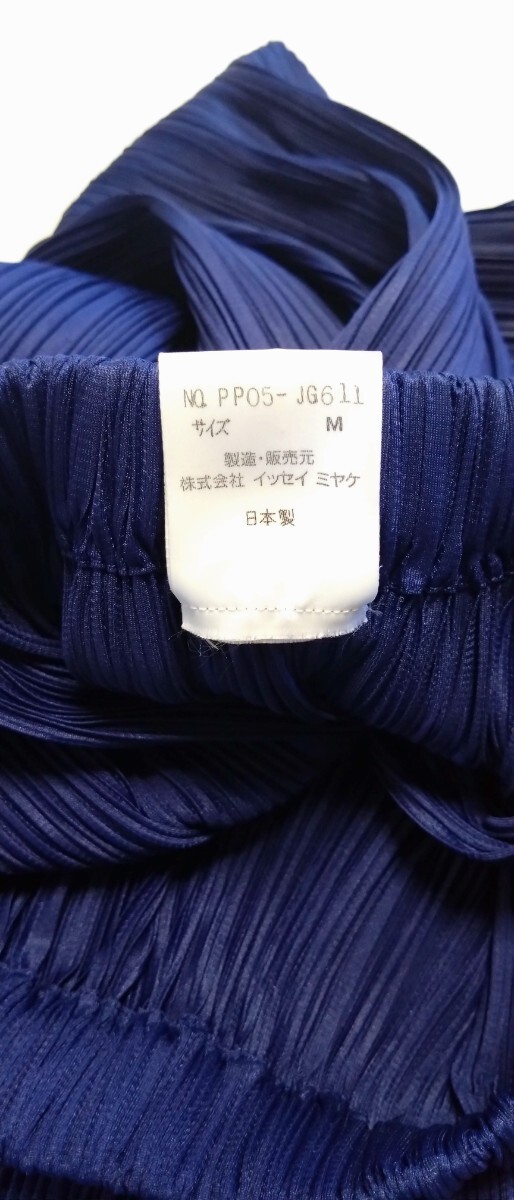 NO. PP05-JG611
サイズ M
製造・販売元
株式会社 イッセイ ミヤケ
日本製